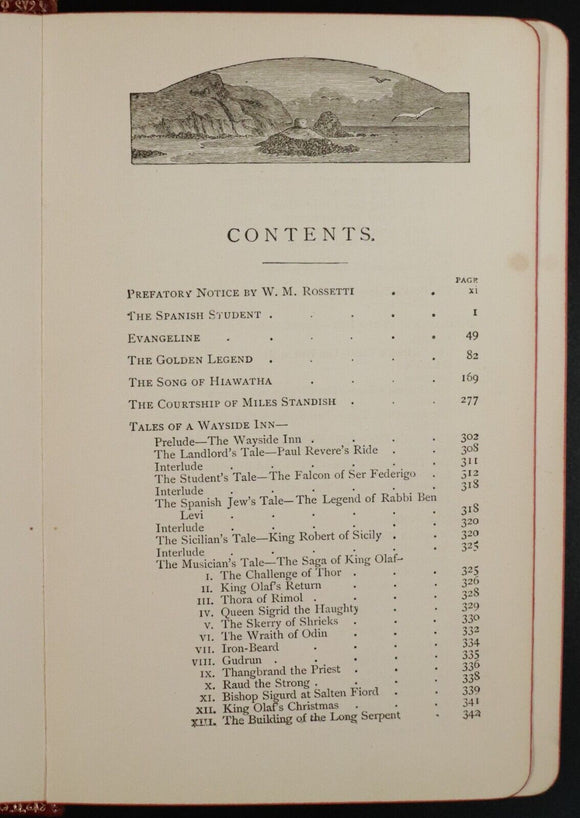 CONTENTS.
PAGE
PREFATORY NOTICE BY W. M. ROSSETTI . . xi
THE SPANISH STUDENT . . . . . 1
EVANGELINE . . . . . . 49
THE GOLDEN LEGEND . . . . . 82
THE SONG OF HIAWATHA . . . 169
THE COURTSHIP OF MILES STANDISH . . . 277
TALES OF A WAYSIDE INN—
Prelude—The Wayside Inn . . . . 302
The Landlord's Tale—Paul Revere's Ride . . 308
Interlude . . . . . . 311
The Student's Tale—The Falcon of Ser Federigo . 312
Interlude . . . . . . 318
The Spanish Jew's Tale—The Legend of Rabbi Ben
Levi . . . . . . 318
Interlude . . . . . . 320
The Sicilian's Tale—King Robert of Sicily . . 320
Interlude . . . . . . 325
The Musician's Tale—The Saga of King Olaf—
I. The Challenge of Thor . . . 325
II. King Olaf's Return . . . 326
III. Thora of Rimol . . . . 328
IV. Queen Sigrid the Haughty . . 329
V. The Skerry of Shrieks . . . 330
VI. The Wraith of Odin . . . 332
VII. Iron-Beard . . . . 334
VIII. Gudrun . . . . . 335
IX. Thangbrand the Priest . . . 336
X. Raud the Strong . . . . 338
XI. Bishop Sigurd at Salten Fiord . . 339
XII. King Olaf's Christmas . . . 341
XIII. The Building of the Long Serpent . 342